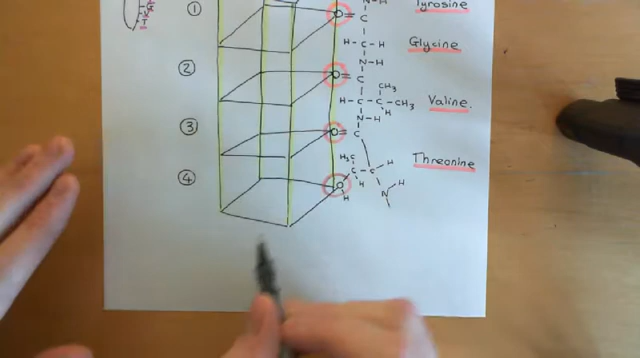 Tyrosine
N-H
①
O=C
H-C-H
Glycine
N-H
②
O=C
CH₃
H-C-C-CH₃
H
Valine.
N-H
③
O=C
H₃C
H
Threonine
C-C
④
O
H
H
N
H